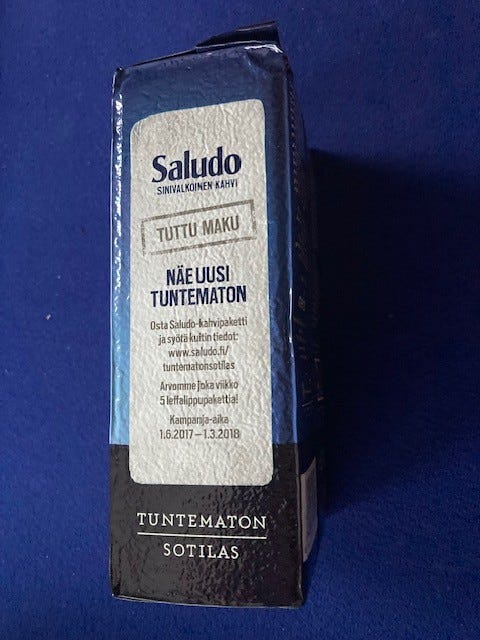 Saludo
SINIVALKOINEN KAHVI
TUTTU MAKU
NÄE UUSI
TUNTEMATON
Osta Saludo-kahvipaketti
ja syötä kuitin tiedot:
www.saludo.fi/
tuntematonsotilas
Arvomme joka viikko
5 leffalippupakettia!
Kampanja-aika
1.6.2017 – 1.3.2018
TUNTEMATON
SOTILAS